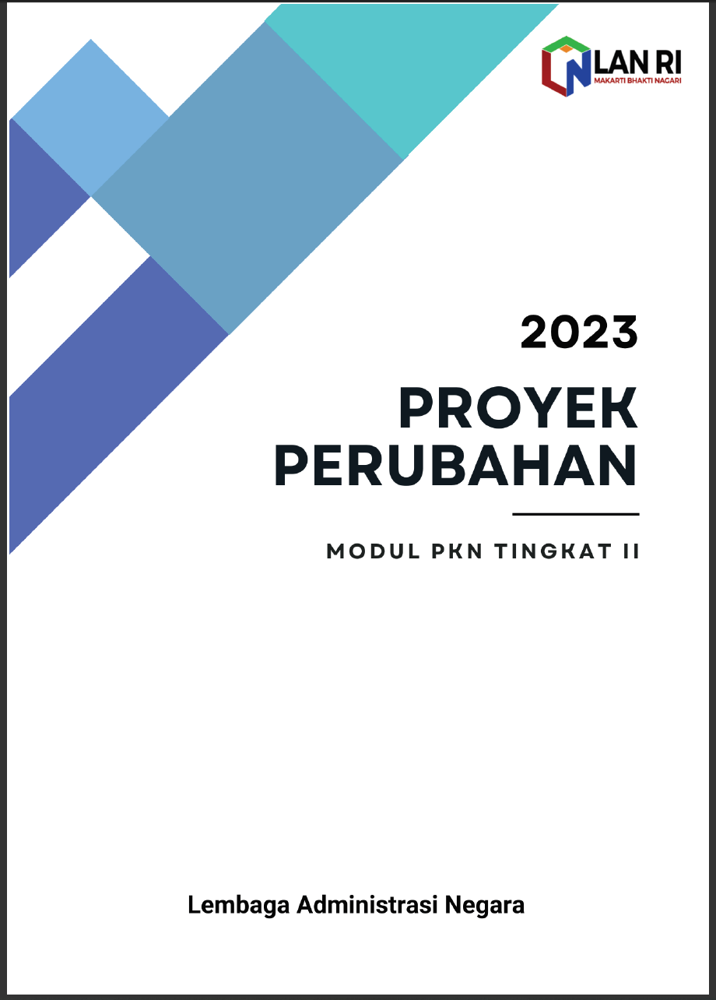 LAN RI
MAKARTI BHAKTI NAGARI
2023
PROYEK
PERUBAHAN
MODUL PKN TINGKAT II
Lembaga Administrasi Negara